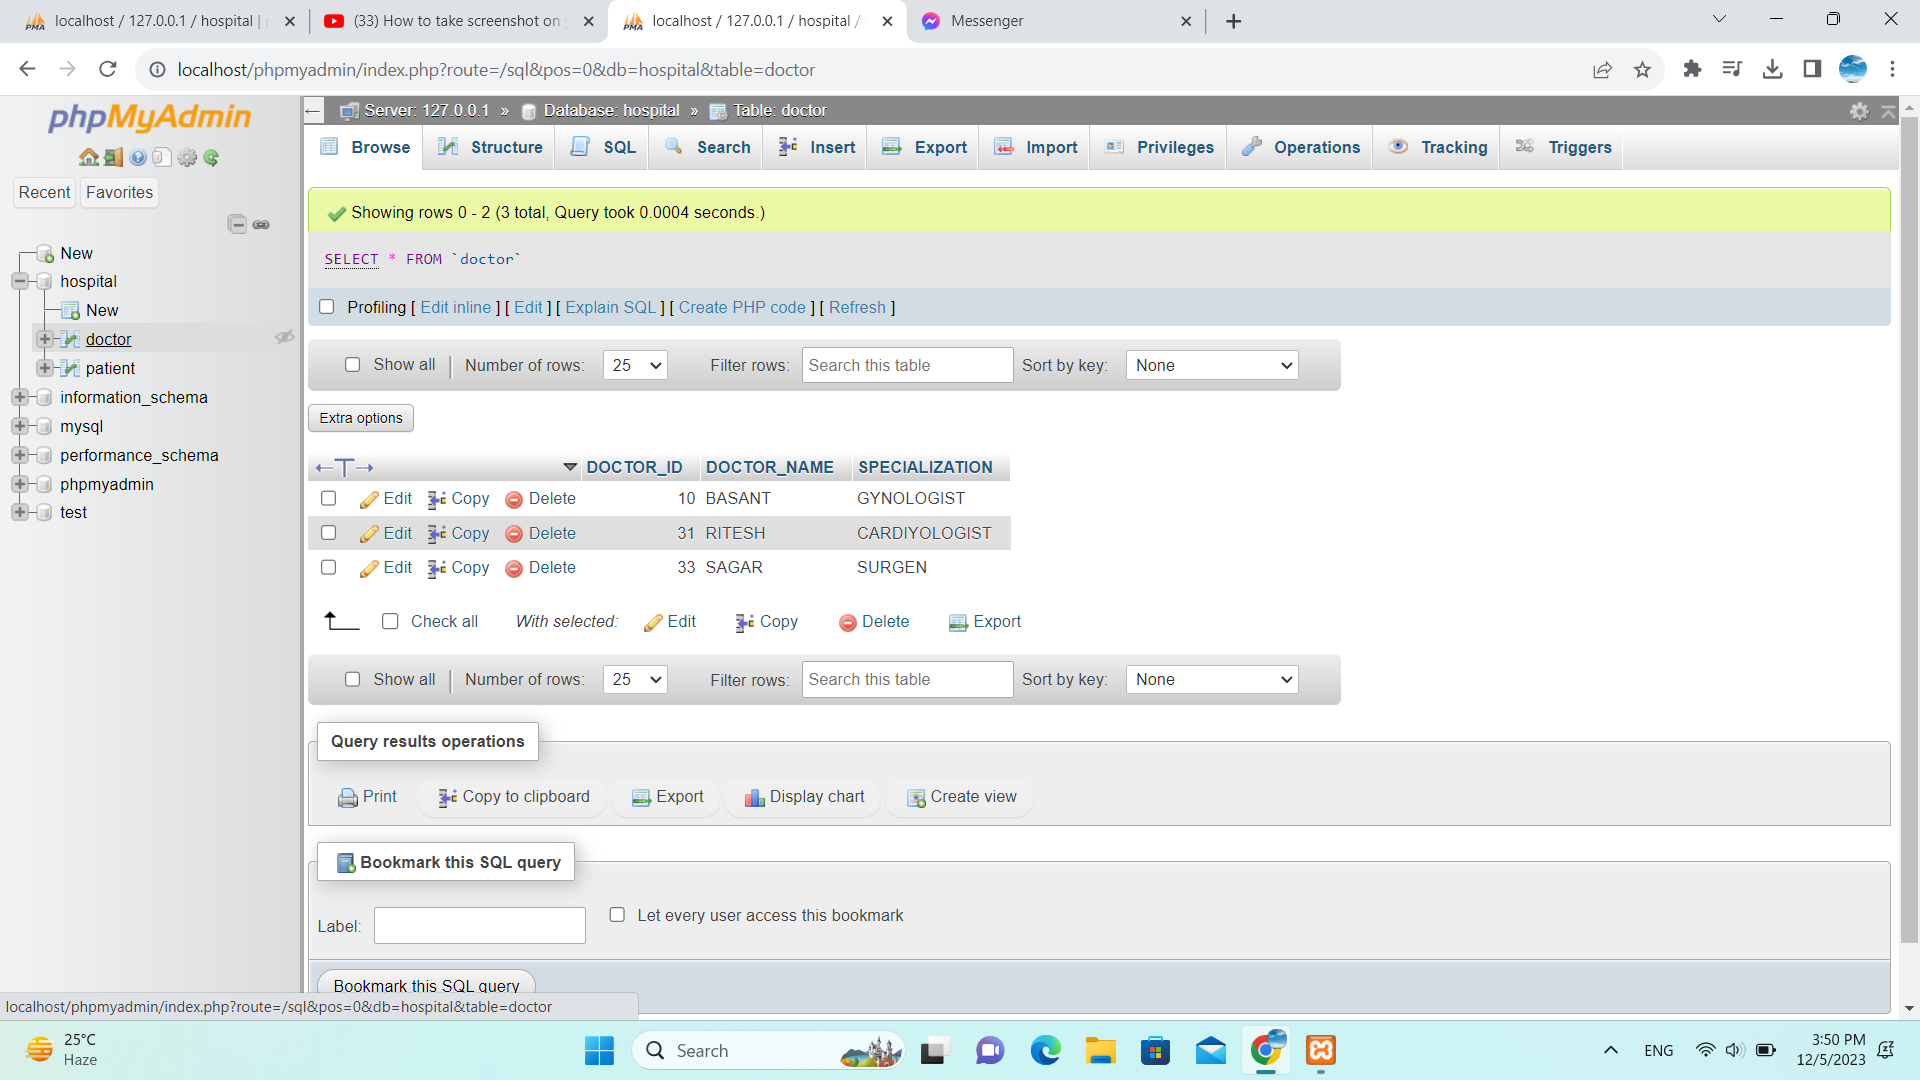 localhost / 127.0.0.1 / hospital |
(33) How to take screenshot on
localhost / 127.0.0.1 / hospital /
Messenger
localhost/phpmyadmin/index.php?route=/sql&pos=0&db=hospital&table=doctor
phpMyAdmin
Recent Favorites
New
hospital
New
doctor
patient
information_schema
mysql
performance_schema
phpmyadmin
test
Server: 127.0.0.1 » Database: hospital » Table: doctor
Browse Structure SQL Search Insert Export Import Privileges Operations Tracking Triggers
Showing rows 0 - 2 (3 total, Query took 0.0004 seconds.)
SELECT * FROM `doctor`
Profiling [ Edit inline ] [ Edit ] [ Explain SQL ] [ Create PHP code ] [ Refresh ]
Show all Number of rows: 25 Filter rows: Search this table Sort by key: None
Extra options
DOCTOR_ID DOCTOR_NAME SPECIALIZATION
Edit Copy Delete 10 BASANT GYNOLOGIST
Edit Copy Delete 31 RITESH CARDIYOLOGIST
Edit Copy Delete 33 SAGAR SURGEN
Check all With selected: Edit Copy Delete Export
Show all Number of rows: 25 Filter rows: Search this table Sort by key: None
Query results operations
Print Copy to clipboard Export Display chart Create view
Bookmark this SQL query
Label: Let every user access this bookmark
Bookmark this SQL query
localhost/phpmyadmin/index.php?route=/sql&pos=0&db=hospital&table=doctor
25°C
Haze
Search
ENG
3:50 PM
12/5/2023